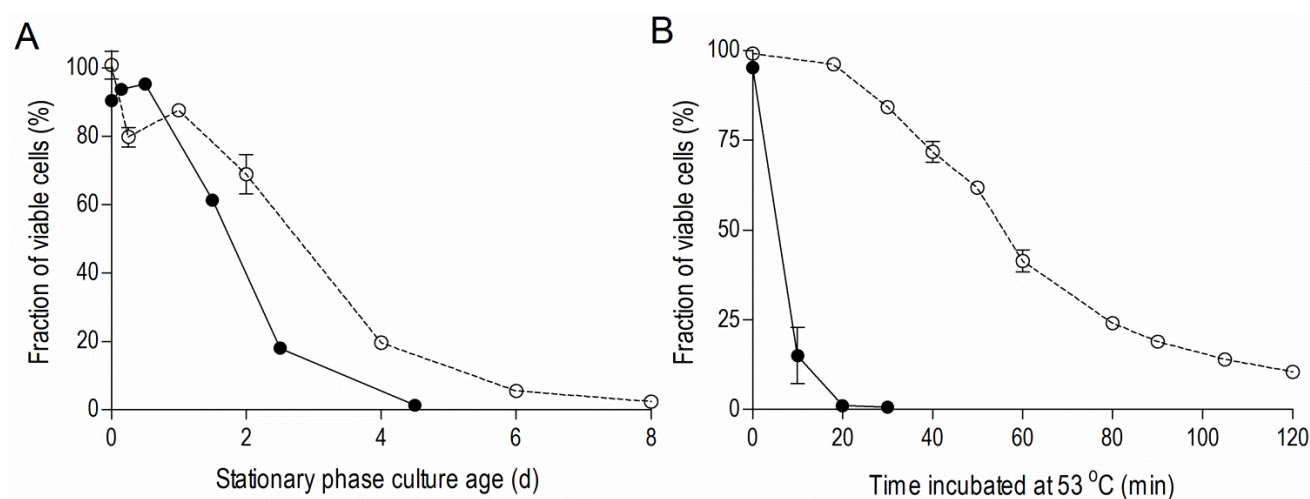 A
Fraction of viable cells (%)
100
80
60
40
20
0
0 2 4 6 8
Stationary phase culture age (d)
B
Fraction of viable cells (%)
100
75
50
25
0
0 20 40 60 80 100 120
Time incubated at 53 °C (min)